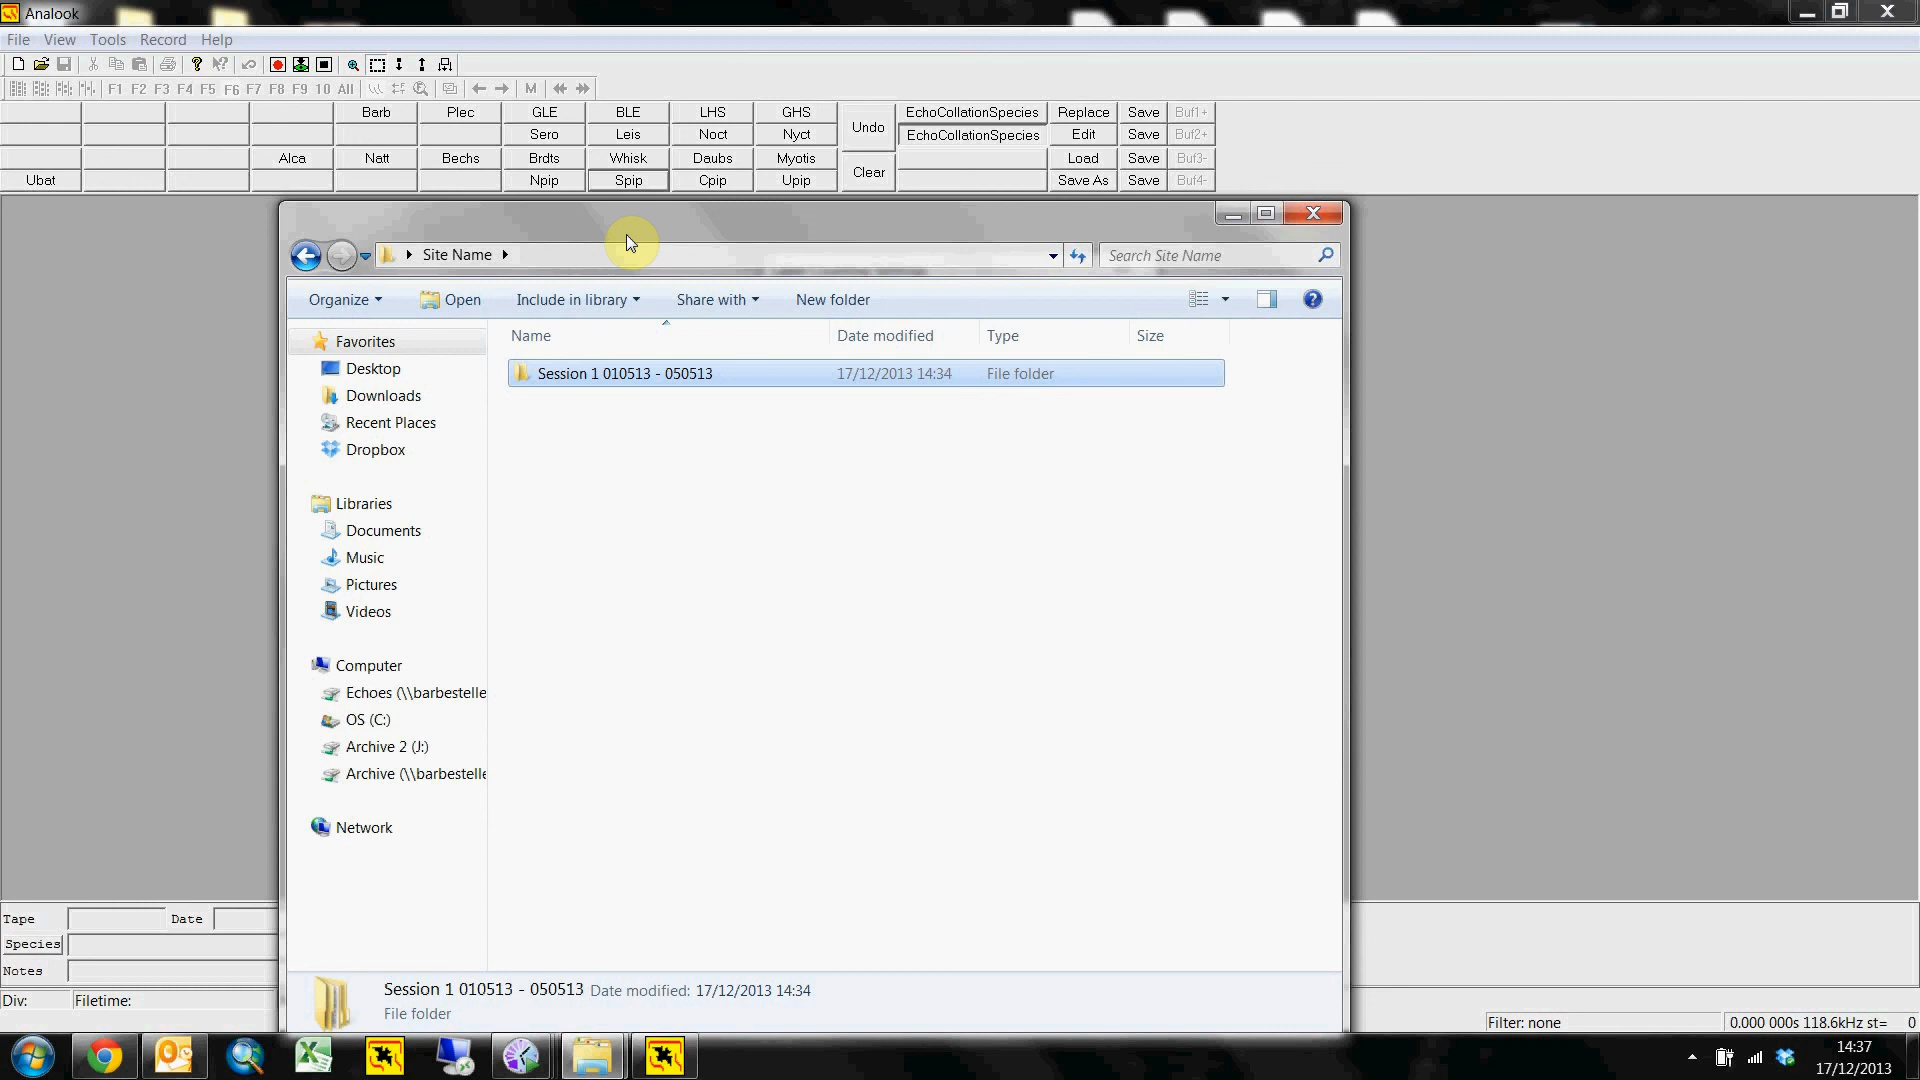 Analook
File View Tools Record Help
F1 F2 F3 F4 F5 F6 F7 F8 F9 10 All M
Barb Plec GLE BLE LHS GHS Undo EchoCollationSpecies Replace Save Buf1+
Sero Leis Noct Nyct EchoCollationSpecies Edit Save Buf2+
Alca Natt Bechs Brdts Whisk Daubs Myotis Clear Load Save Buf3-
Ubat Npip Spip Cpip Upip Save As Save Buf4-
Site Name Search Site Name
Organize Open Include in library Share with New folder
Name Date modified Type Size
Session 1 010513 - 050513 17/12/2013 14:34 File folder
Favorites
Desktop
Downloads
Recent Places
Dropbox
Libraries
Documents
Music
Pictures
Videos
Computer
Echoes (\\barbestelle
OS (C:)
Archive 2 (J:)
Archive (\\barbestelle
Network
Session 1 010513 - 050513 Date modified: 17/12/2013 14:34
File folder
Tape Date
Species
Notes
Div: Filetime:
Filter: none 0.000 000s 118.6kHz st= 0
14:37
17/12/2013